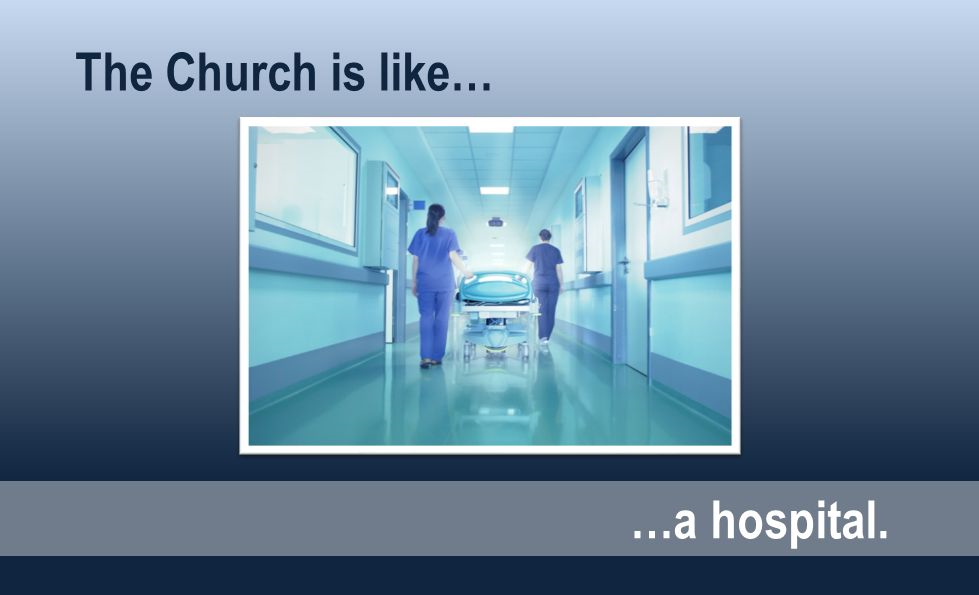 The Church is like…
…a hospital.